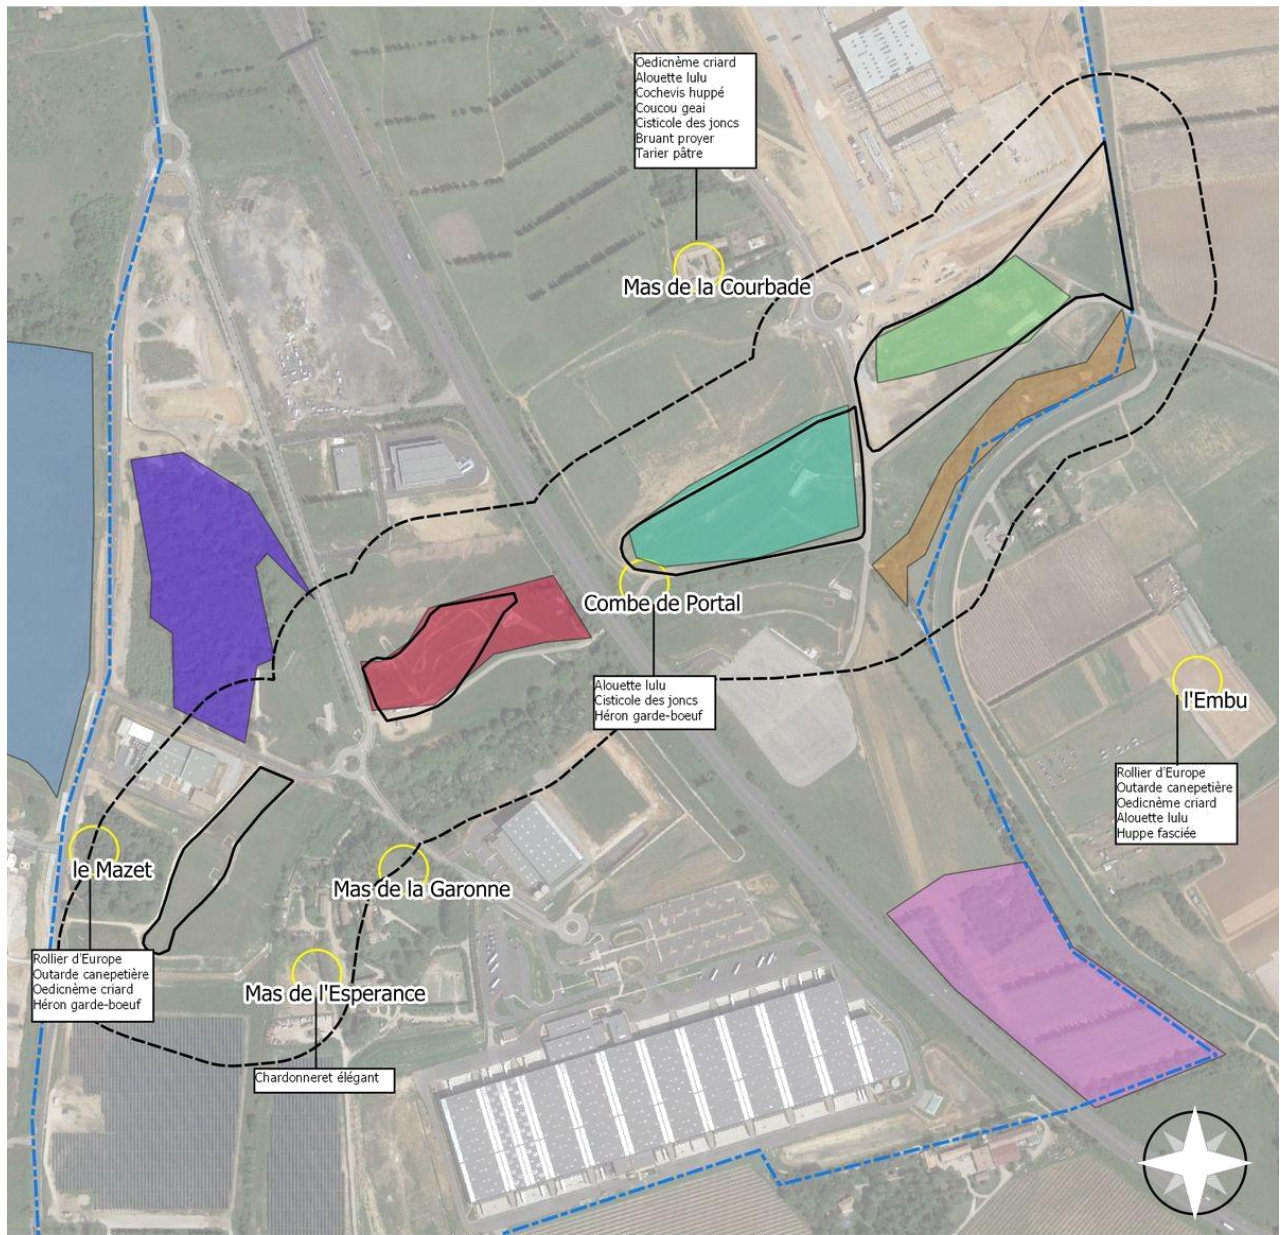 Oedicnème criard
Alouette lulu
Cochevis huppé
Coucou geai
Cisticole des joncs
Bruant proyer
Tarier pâtre
Mas de la Courbade
Combe de Portal
Alouette lulu
Cisticole des joncs
Héron garde-boeuf
l'Embu
Rollier d'Europe
Outarde canepetière
Oedicnème criard
Alouette lulu
Huppe fasciée
le Mazet
Mas de la Garonne
Rollier d'Europe
Outarde canepetière
Oedicnème criard
Héron garde-boeuf
Mas de l'Esperance
Chardonneret élégant